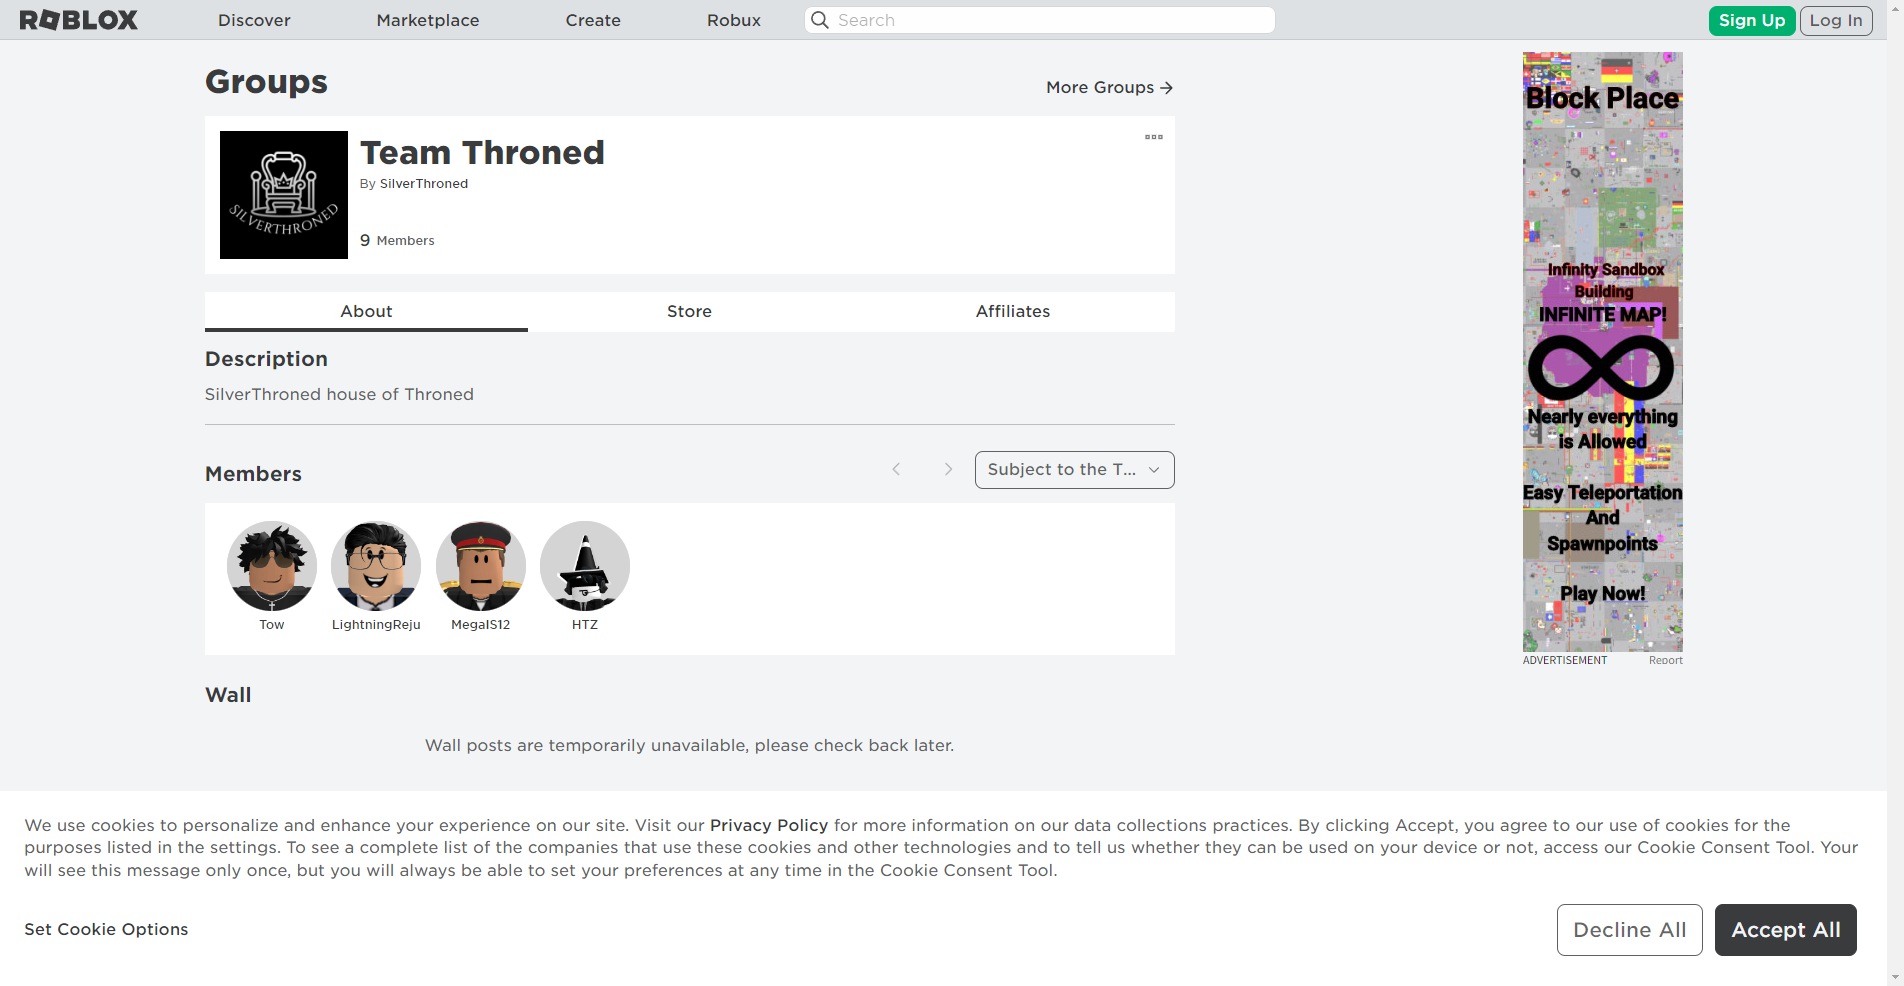 ROBLOX
Discover
Marketplace
Create
Robux
Search
Sign Up
Log In
Groups
More Groups
SILVERTHRONED
Team Throned
By SilverThroned
9 Members
About
Store
Affiliates
Description
SilverThroned house of Throned
Members
Subject to the T...
Tow
LightningReju
MegaIS12
HTZ
Wall
Wall posts are temporarily unavailable, please check back later.
Block Place
Infinity Sandbox
Building
INFINITE MAP!
Nearly everything
is Allowed
Easy Teleportation
And
Spawnpoints
Play Now!
ADVERTISEMENT
Report
We use cookies to personalize and enhance your experience on our site. Visit our Privacy Policy for more information on our data collections practices. By clicking Accept, you agree to our use of cookies for the
purposes listed in the settings. To see a complete list of the companies that use these cookies and other technologies and to tell us whether they can be used on your device or not, access our Cookie Consent Tool. Your
will see this message only once, but you will always be able to set your preferences at any time in the Cookie Consent Tool.
Set Cookie Options
Decline All
Accept All